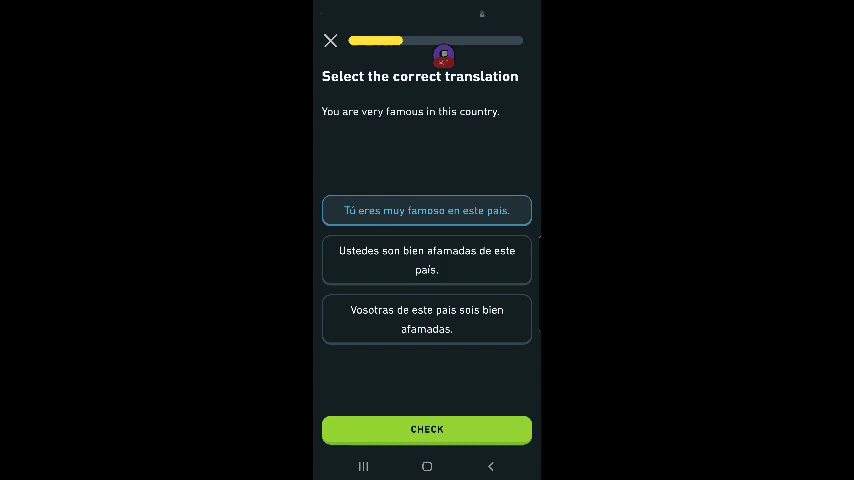 Select the correct translation
You are very famous in this country.
Tú eres muy famoso en este país.
Ustedes son bien afamadas de este
país.
Vosotras de este país sois bien
afamadas.
CHECK